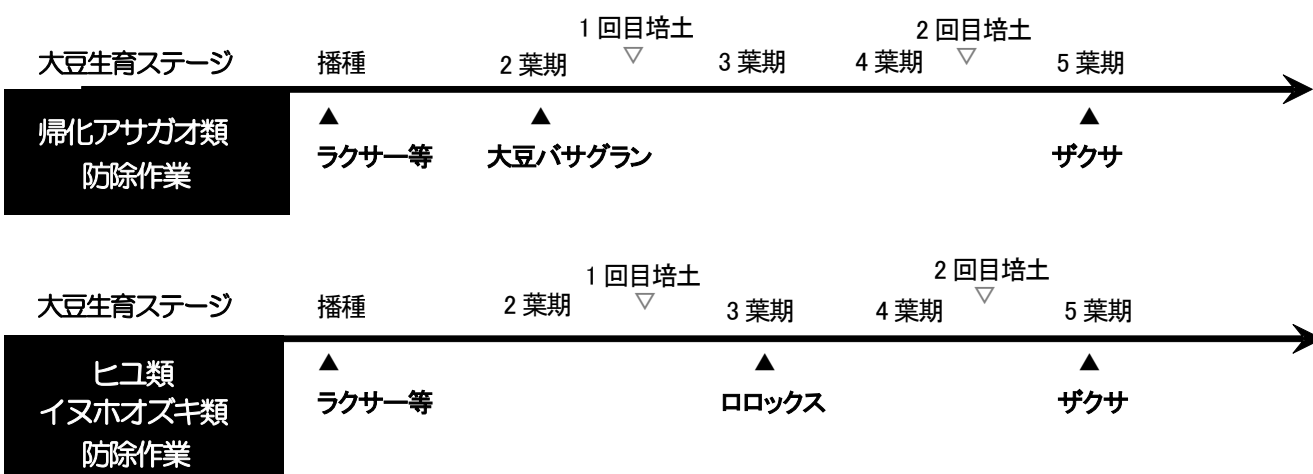 1 回目培土
2 回目培土
大豆生育ステージ
播種
2 葉期
3 葉期
4 葉期
5 葉期
帰化アサガオ類
防除作業
ラクサー等
大豆バサグラン
ザクサ
1 回目培土
2 回目培土
大豆生育ステージ
播種
2 葉期
3 葉期
4 葉期
5 葉期
ヒユ類
イヌホオズキ類
防除作業
ラクサー等
ロロックス
ザクサ